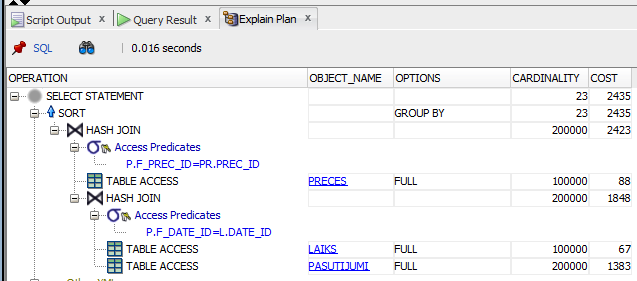 Script Output x Query Result x Explain Plan x
SQL 0.016 seconds
OPERATION OBJECT_NAME OPTIONS CARDINALITY COST
SELECT STATEMENT 23 2435
SORT GROUP BY 23 2435
HASH JOIN 200000 2423
Access Predicates
P.F_PREC_ID=PR.PREC_ID
TABLE ACCESS PRECES FULL 100000 88
HASH JOIN 200000 1848
Access Predicates
P.F_DATE_ID=L.DATE_ID
TABLE ACCESS LAIKS FULL 100000 67
TABLE ACCESS PASUTIJUMI FULL 200000 1383